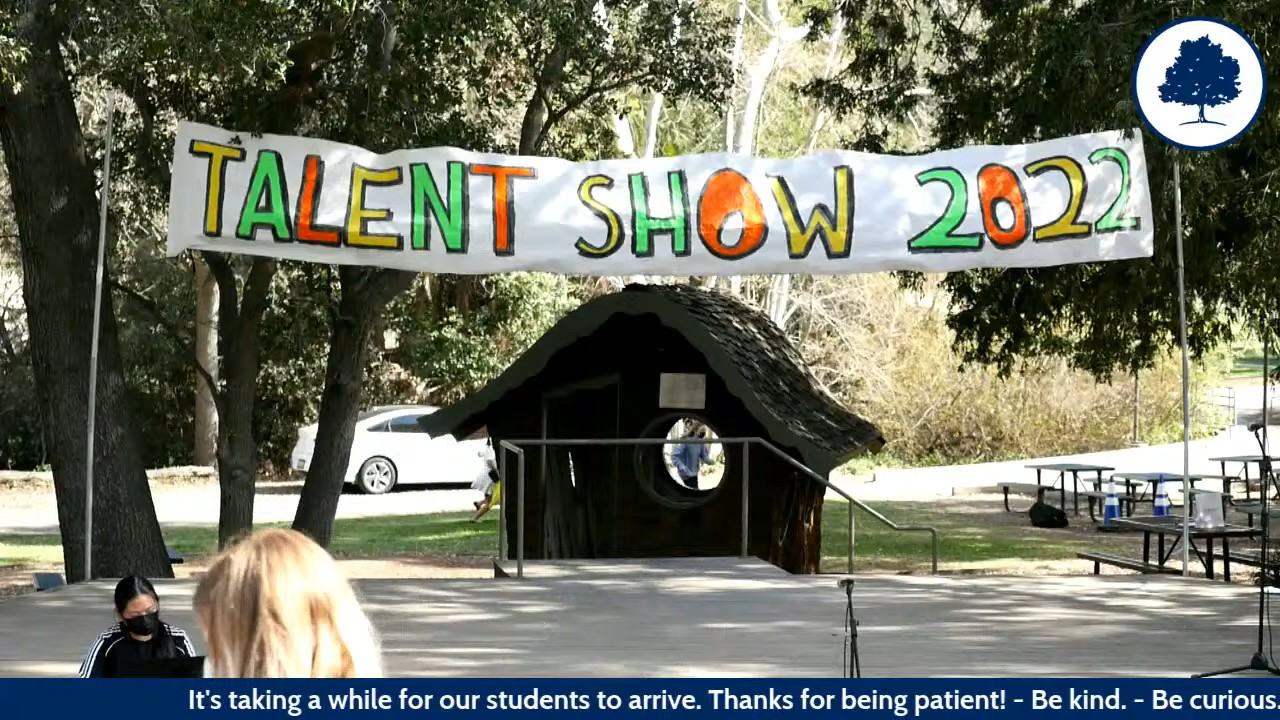 TALENT SHOW 2022
It's taking a while for our students to arrive. Thanks for being patient! - Be kind. - Be curious.